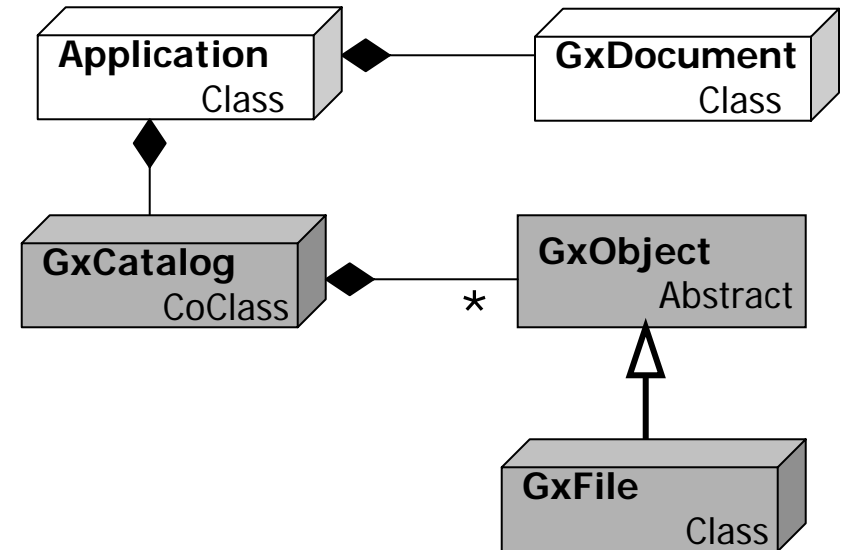 Application
Class
GxDocument
Class
GxCatalog
CoClass
*
GxObject
Abstract
GxFile
Class